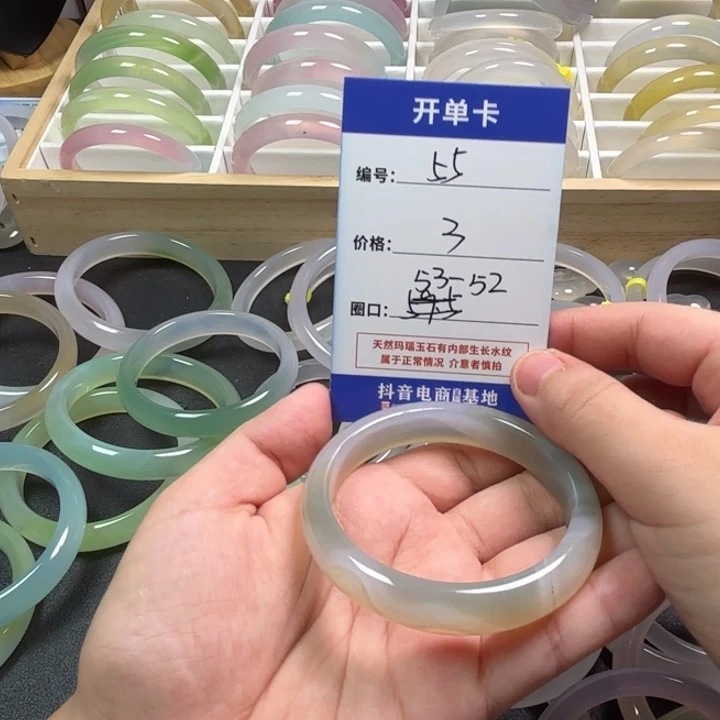 开单卡
编号: 55
价格: 3
53-52
圈口:
天然玛瑙玉石有内部生长水纹
属于正常情况 介意者慎拍
抖音电商 基地